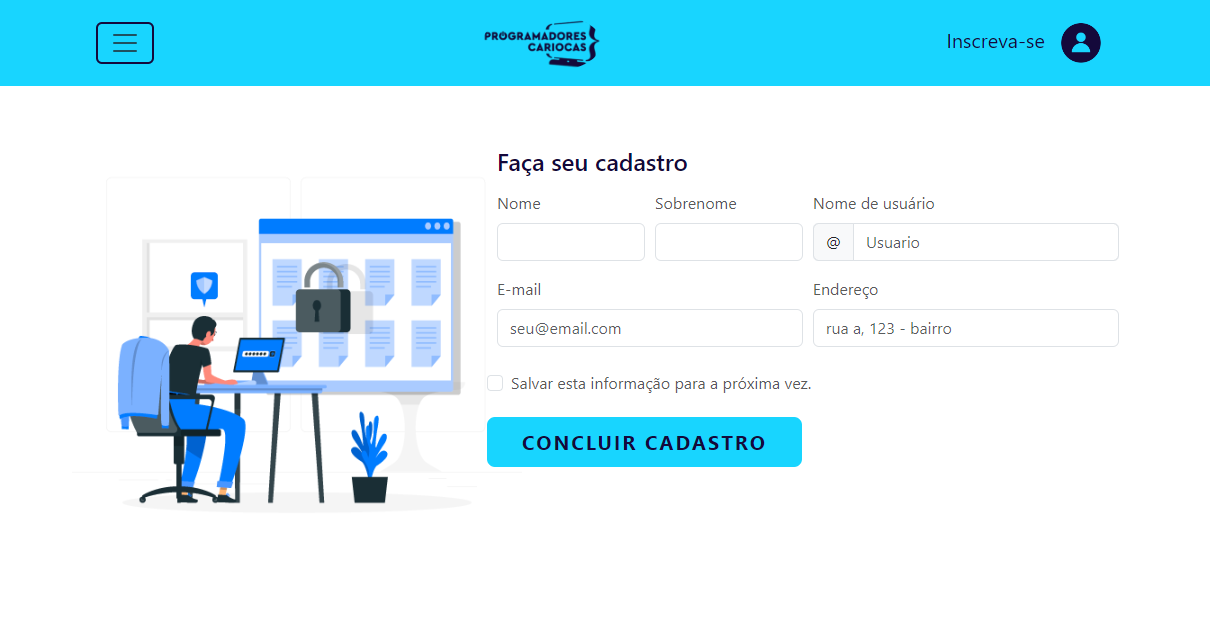 PROGRAMADORES
CARIOCAS
Inscreva-se
Faça seu cadastro
Nome Sobrenome Nome de usuário
@ Usuario
E-mail Endereço
seu@email.com rua a, 123 - bairro
Salvar esta informação para a próxima vez.
CONCLUIR CADASTRO